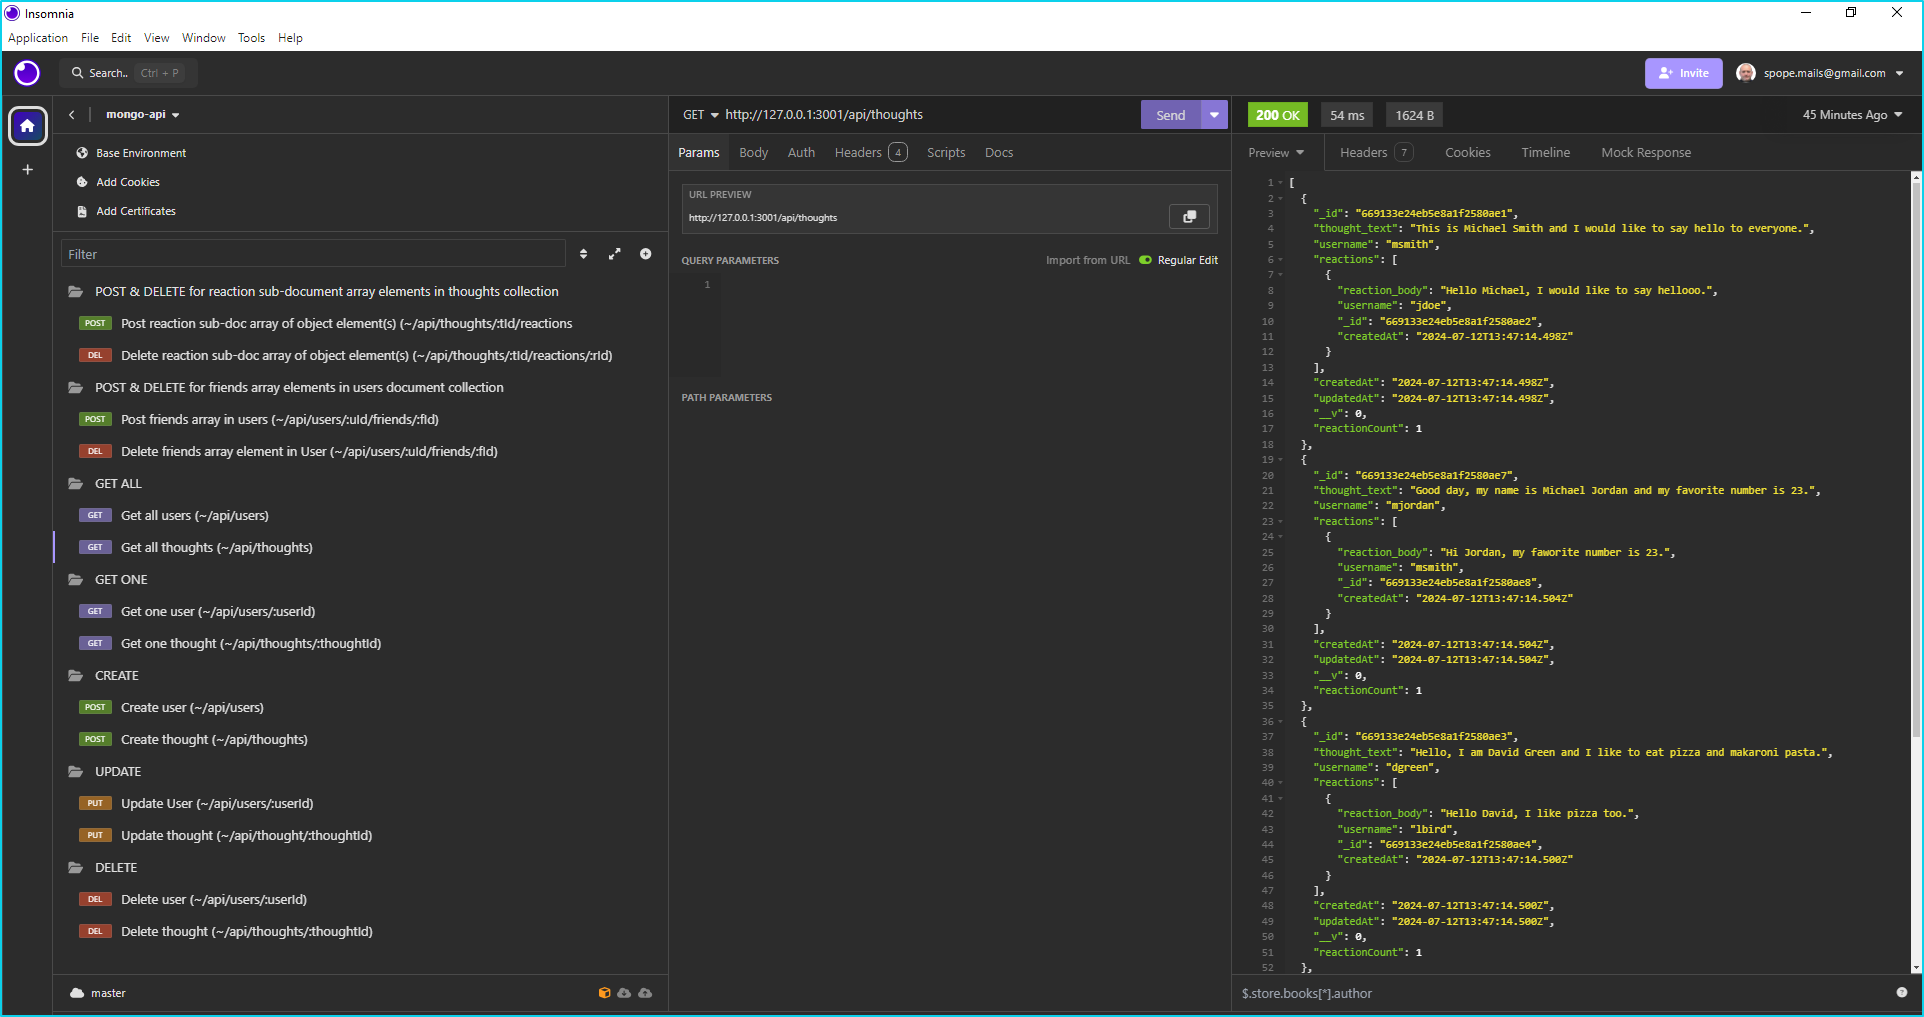 Insomnia
Application File Edit View Window Tools Help
Search.. Ctrl + P
Invite
spope.mails@gmail.com
mongo-api
Base Environment
Add Cookies
Add Certificates
Filter
POST & DELETE for reaction sub-document array elements in thoughts collection
POST Post reaction sub-doc array of object element(s) (~/api/thoughts/:tId/reactions
DEL Delete reaction sub-doc array of object element(s) (~/api/thoughts/:tId/reactions/:rId)
POST & DELETE for friends array elements in users document collection
POST Post friends array in users (~/api/users/:uId/friends/:fId)
DEL Delete friends array element in User (~/api/users/:uId/friends/:fId)
GET ALL
GET Get all users (~/api/users)
GET Get all thoughts (~/api/thoughts)
GET ONE
GET Get one user (~/api/users/:userId)
GET Get one thought (~/api/thoughts/:thoughtId)
CREATE
POST Create user (~/api/users)
POST Create thought (~/api/thoughts)
UPDATE
PUT Update User (~/api/users/:userId)
PUT Update thought (~/api/thought/:thoughtId)
DELETE
DEL Delete user (~/api/users/:userId)
DEL Delete thought (~/api/thoughts/:thoughtId)
master
GET http://127.0.0.1:3001/api/thoughts Send
Params Body Auth Headers 4 Scripts Docs
URL PREVIEW
http://127.0.0.1:3001/api/thoughts
QUERY PARAMETERS Import from URL Regular Edit
1
PATH PARAMETERS
200 OK 54 ms 1624 B 45 Minutes Ago
Preview Headers 7 Cookies Timeline Mock Response
1 [
2 {
3 "_id": "669133e24eb5e8a1f2580ae1",
4 "thought_text": "This is Michael Smith and I would like to say hello to everyone.",
5 "username": "msmith",
6 "reactions": [
7 {
8 "reaction_body": "Hello Michael, I would like to say hellooo.",
9 "username": "jdoe",
10 "_id": "669133e24eb5e8a1f2580ae2",
11 "createdAt": "2024-07-12T13:47:14.498Z"
12 }
13 ],
14 "createdAt": "2024-07-12T13:47:14.498Z",
15 "updatedAt": "2024-07-12T13:47:14.498Z",
16 "__v": 0,
17 "reactionCount": 1
18 },
19 {
20 "_id": "669133e24eb5e8a1f2580ae7",
21 "thought_text": "Good day, my name is Michael Jordan and my favorite number is 23.",
22 "username": "mjordan",
23 "reactions": [
24 {
25 "reaction_body": "Hi Jordan, my faworite number is 23.",
26 "username": "msmith",
27 "_id": "669133e24eb5e8a1f2580ae8",
28 "createdAt": "2024-07-12T13:47:14.504Z"
29 }
30 ],
31 "createdAt": "2024-07-12T13:47:14.504Z",
32 "updatedAt": "2024-07-12T13:47:14.504Z",
33 "__v": 0,
34 "reactionCount": 1
35 },
36 {
37 "_id": "669133e24eb5e8a1f2580ae3",
38 "thought_text": "Hello, I am David Green and I like to eat pizza and makaroni pasta.",
39 "username": "dgreen",
40 "reactions": [
41 {
42 "reaction_body": "Hello David, I like pizza too.",
43 "username": "lbird",
44 "_id": "669133e24eb5e8a1f2580ae4",
45 "createdAt": "2024-07-12T13:47:14.500Z"
46 }
47 ],
48 "createdAt": "2024-07-12T13:47:14.500Z",
49 "updatedAt": "2024-07-12T13:47:14.500Z",
50 "__v": 0,
51 "reactionCount": 1
52 },
$.store.books[*].author